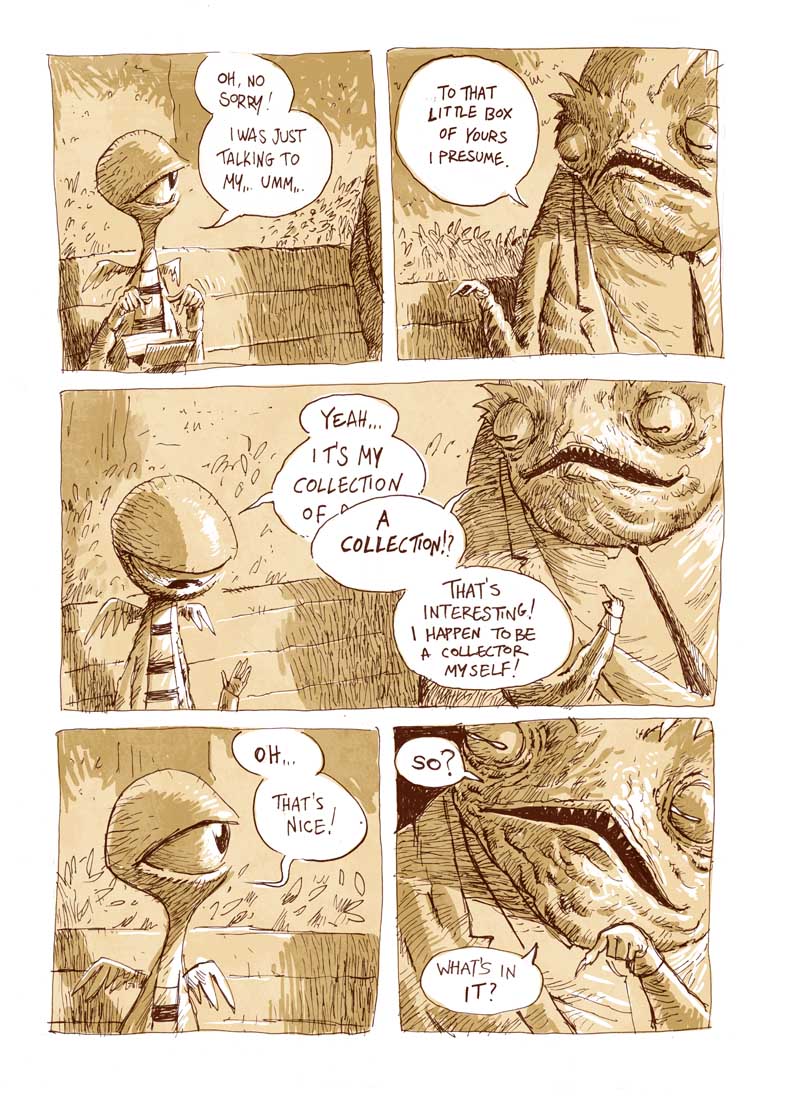 OH, NO
SORRY!
I WAS JUST
TALKING TO
MY... UMM...
TO THAT
LITTLE BOX
OF YOURS
I PRESUME.
YEAH...
IT'S MY
COLLECTION
OF
A
COLLECTION!?
THAT'S
INTERESTING!
I HAPPEN TO BE
A COLLECTOR
MYSELF!
OH...
THAT'S
NICE!
SO?
WHAT'S IN
IT?